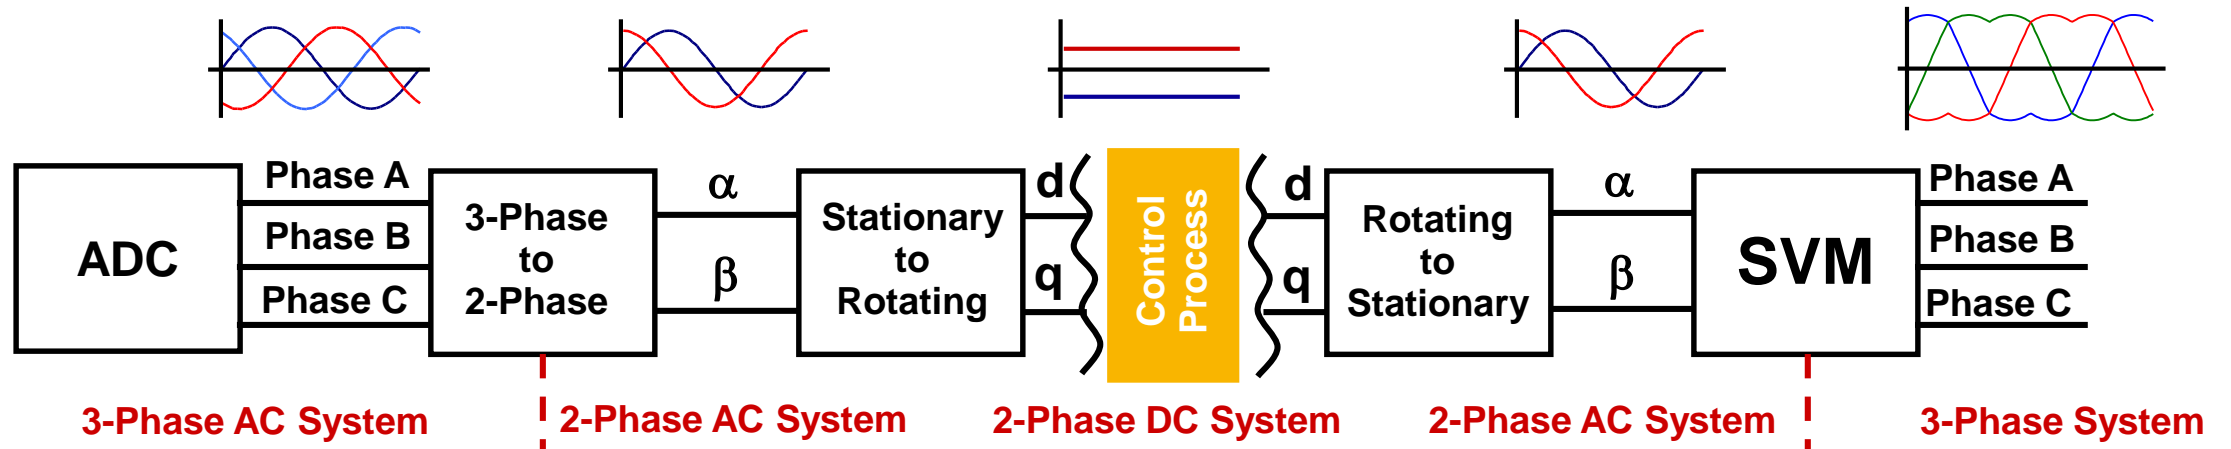 ADC
Phase A
Phase B
Phase C
3-Phase
to
2-Phase
α
β
Stationary
to
Rotating
d
q
Control
Process
d
q
Rotating
to
Stationary
α
β
SVM
Phase A
Phase B
Phase C
3-Phase AC System
2-Phase AC System
2-Phase DC System
2-Phase AC System
3-Phase System